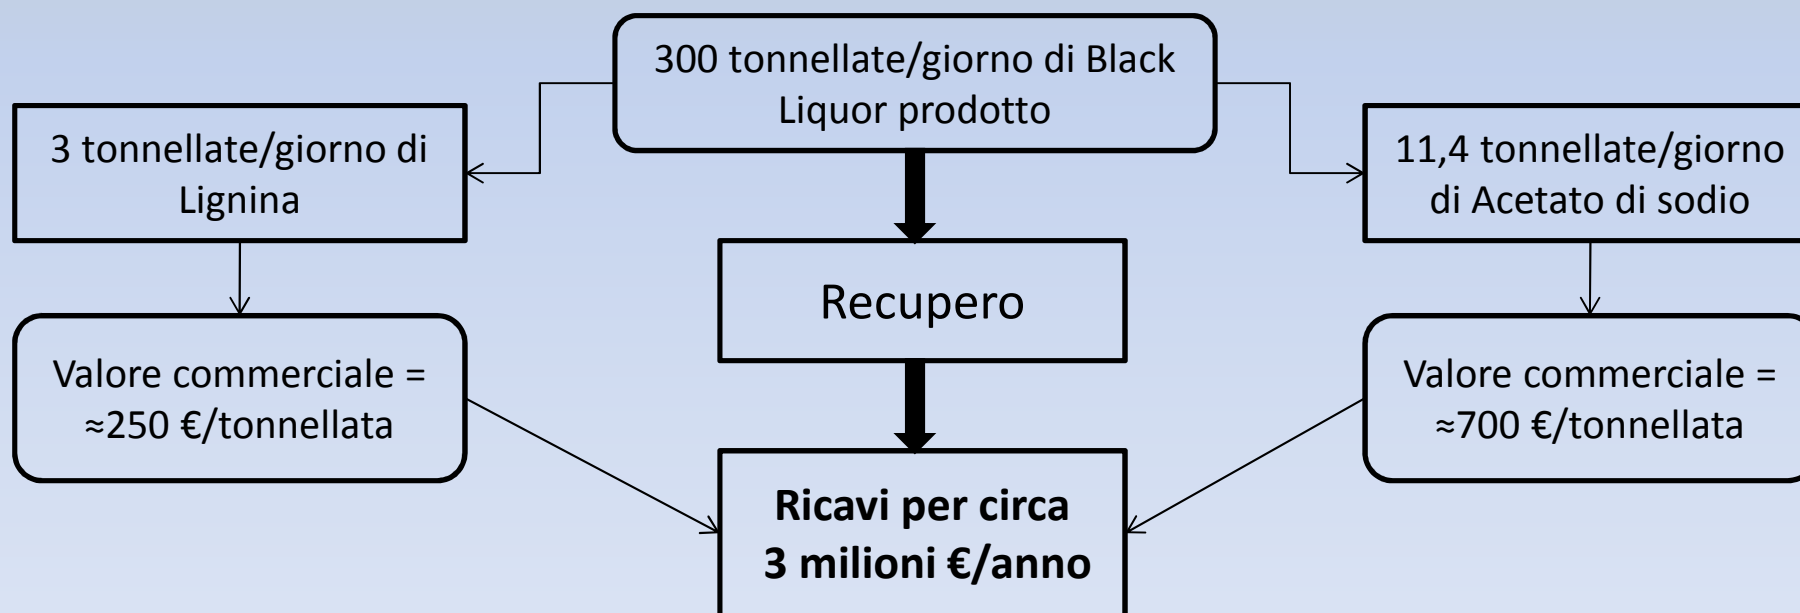 300 tonnellate/giorno di Black
Liquor prodotto
3 tonnellate/giorno di
Lignina
11,4 tonnellate/giorno
di Acetato di sodio
Recupero
Valore commerciale =
≈250 €/tonnellata
Valore commerciale =
≈700 €/tonnellata
Ricavi per circa
3 milioni €/anno